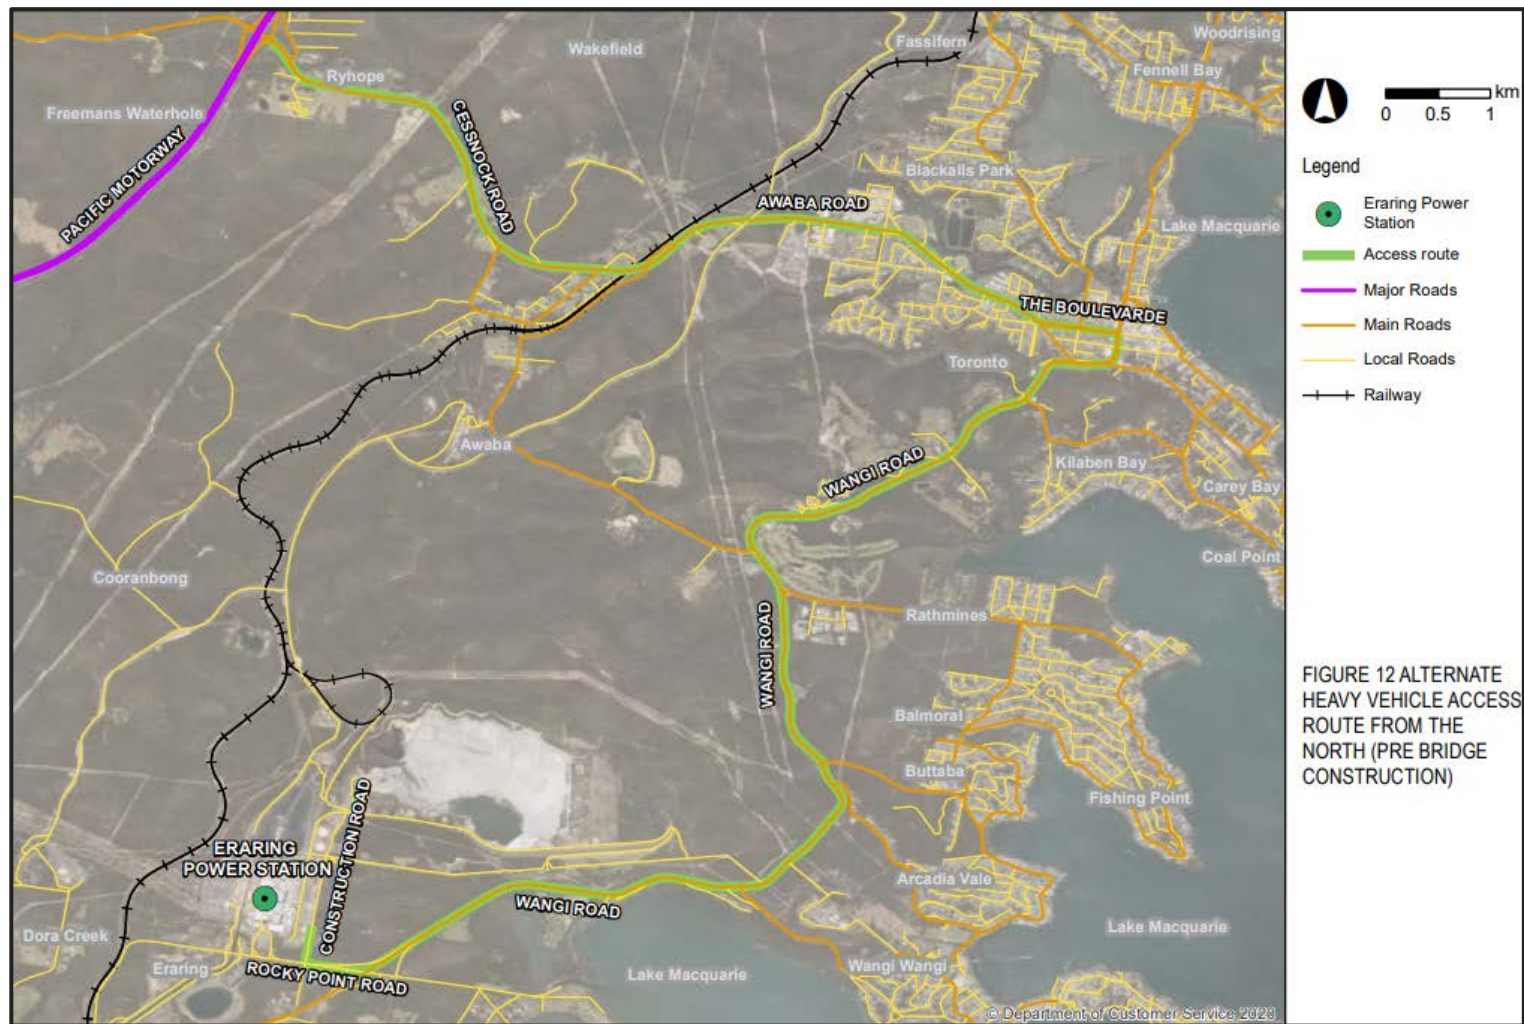 Wakefield
Fassifern
Woodrising
Ryhope
Fennell Bay
Freemans Waterhole
CESSNOCK ROAD
PACIFIC MOTORWAY
Blackalls Park
AWABA ROAD
Lake Macquarie
THE BOULEVARDE
Toronto
Awaba
WANGI ROAD
Kilaben Bay
Carey Bay
Coal Point
Cooranbong
WANGI ROAD
Rathmines
Balmoral
Buttaba
Fishing Point
CONSTRUCTION ROAD
ERARING
POWER STATION
Arcadia Vale
WANGI ROAD
Dora Creek
Lake Macquarie
Eraring
ROCKY POINT ROAD
Lake Macquarie
Wangi Wangi
© Department of Customer Service 2023
km
0 0.5 1
Legend
Eraring Power
Station
Access route
Major Roads
Main Roads
Local Roads
Railway
FIGURE 12 ALTERNATE
HEAVY VEHICLE ACCESS
ROUTE FROM THE
NORTH (PRE BRIDGE
CONSTRUCTION)